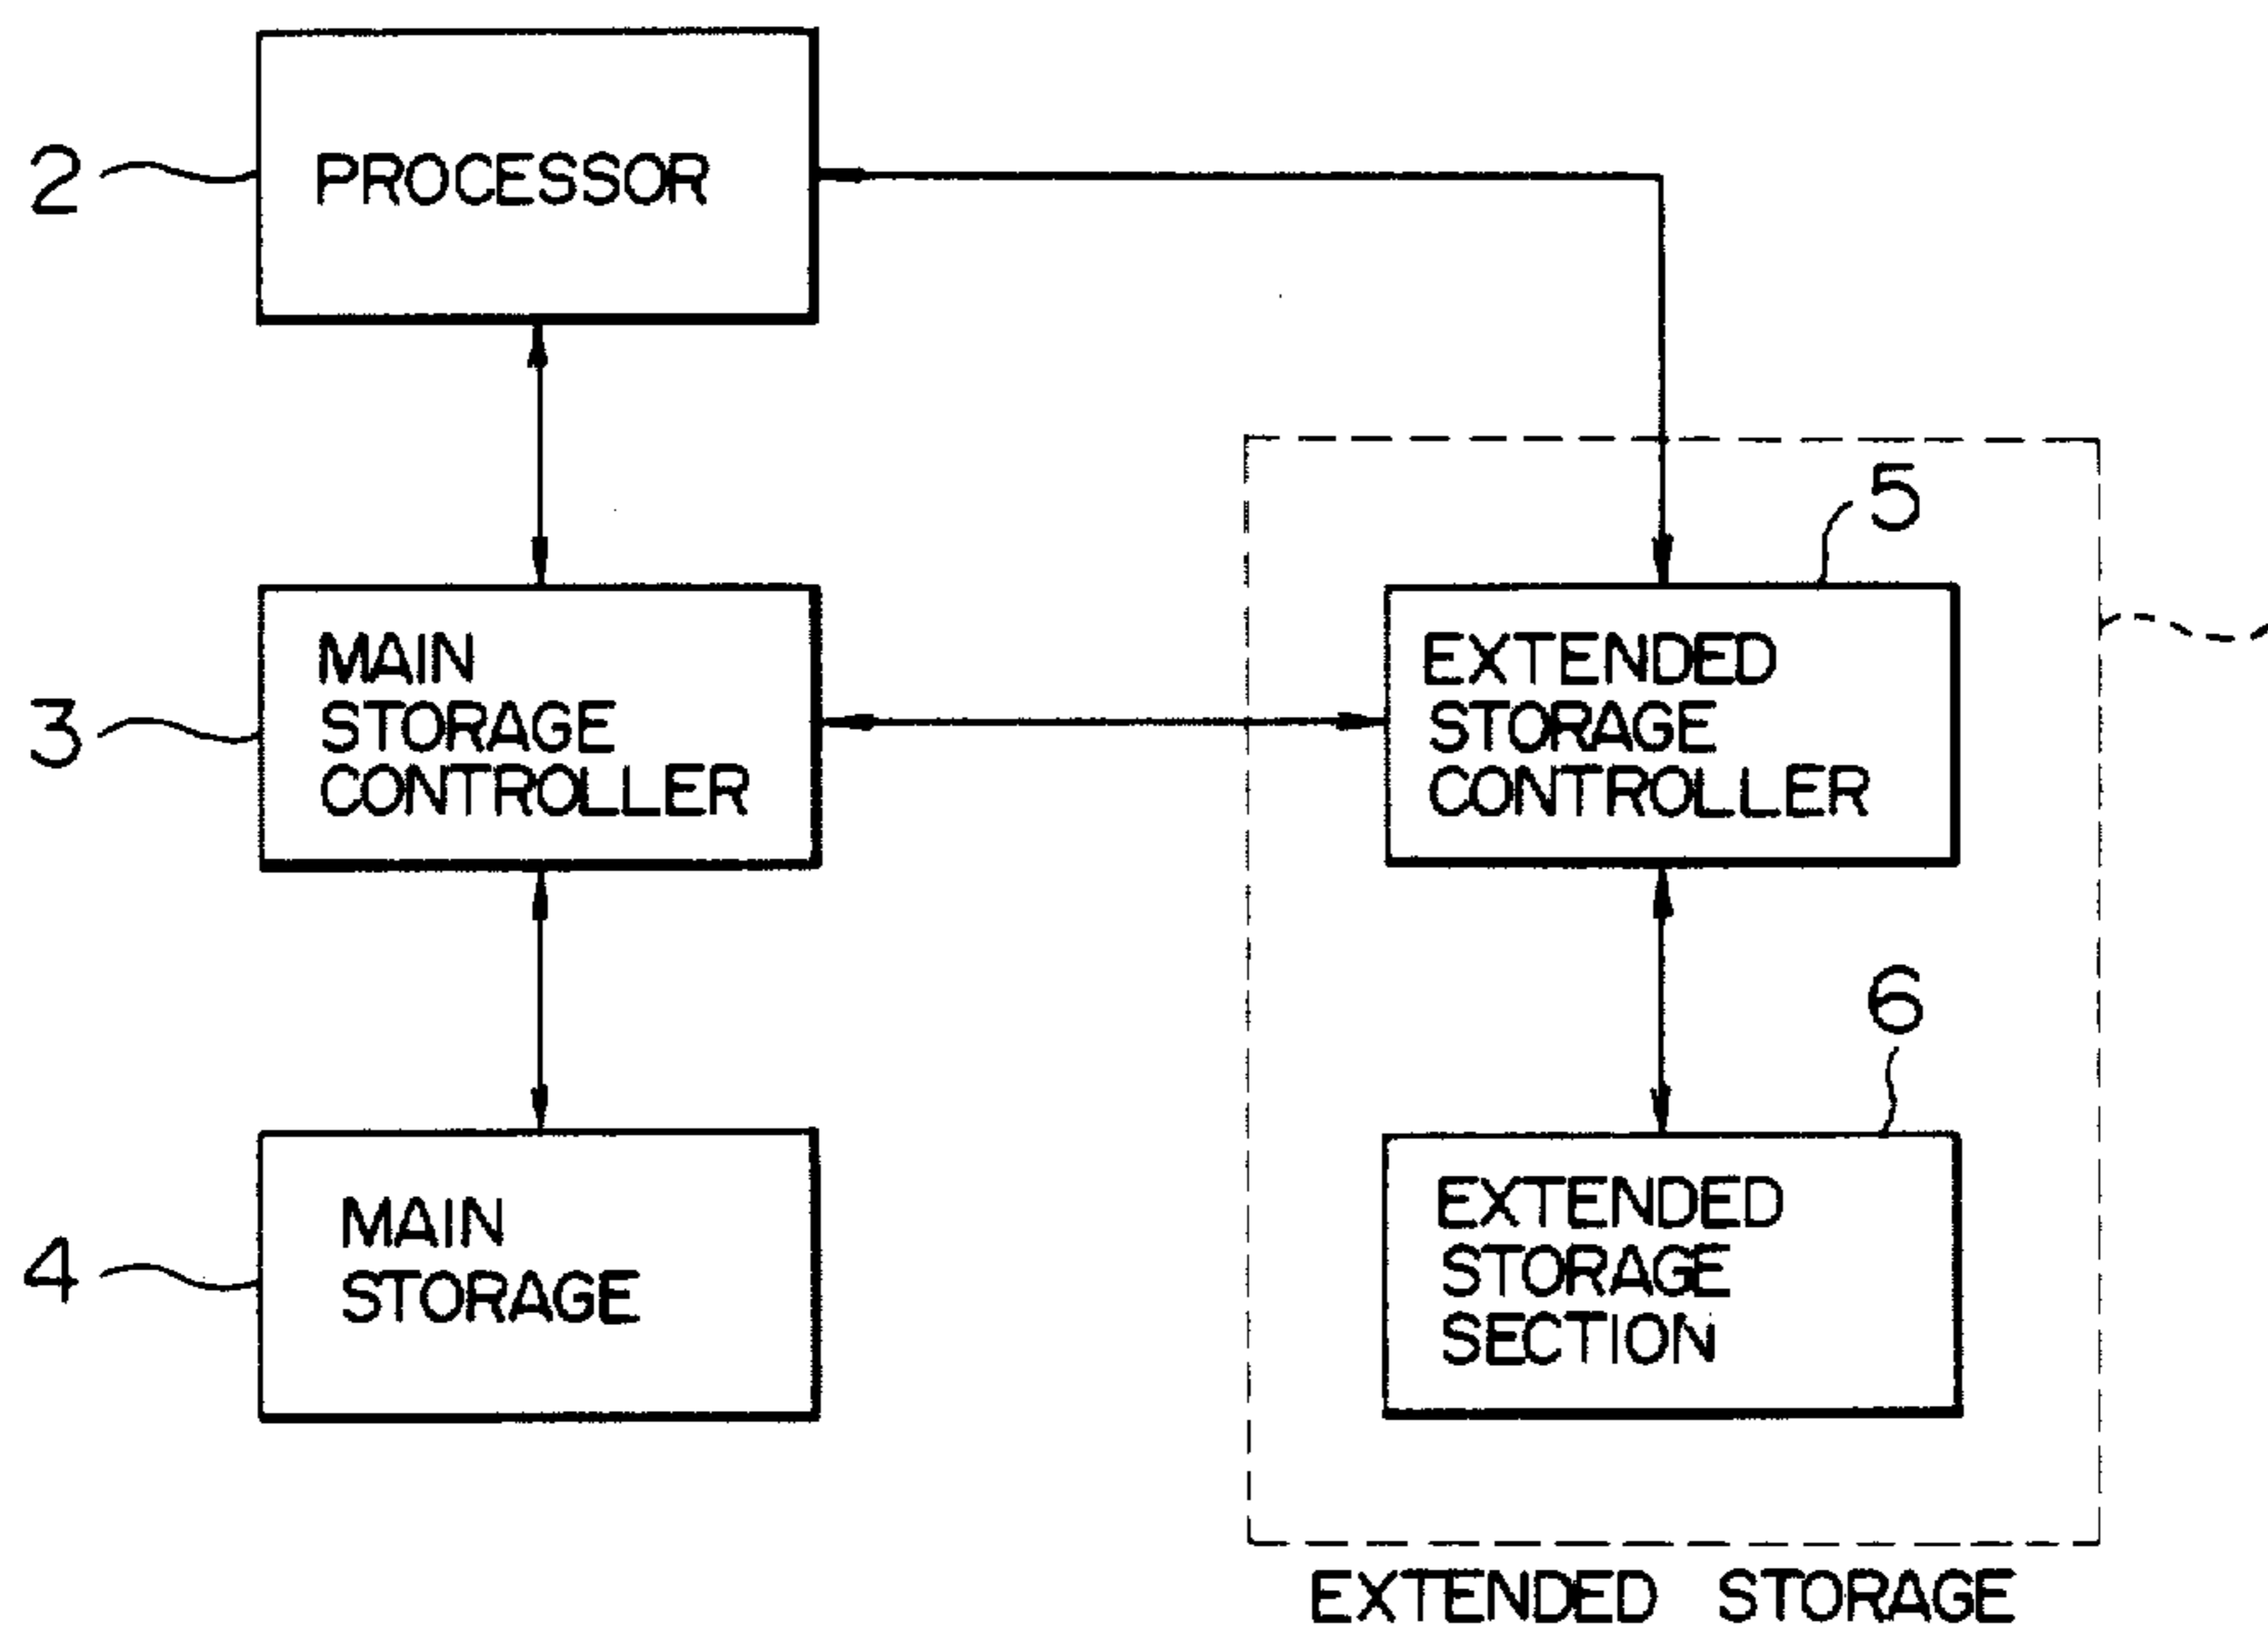 2
PROCESSOR
5
3
MAIN
STORAGE
CONTROLLER
EXTENDED
STORAGE
CONTROLLER
6
4
MAIN
STORAGE
EXTENDED
STORAGE
SECTION
EXTENDED STORAGE